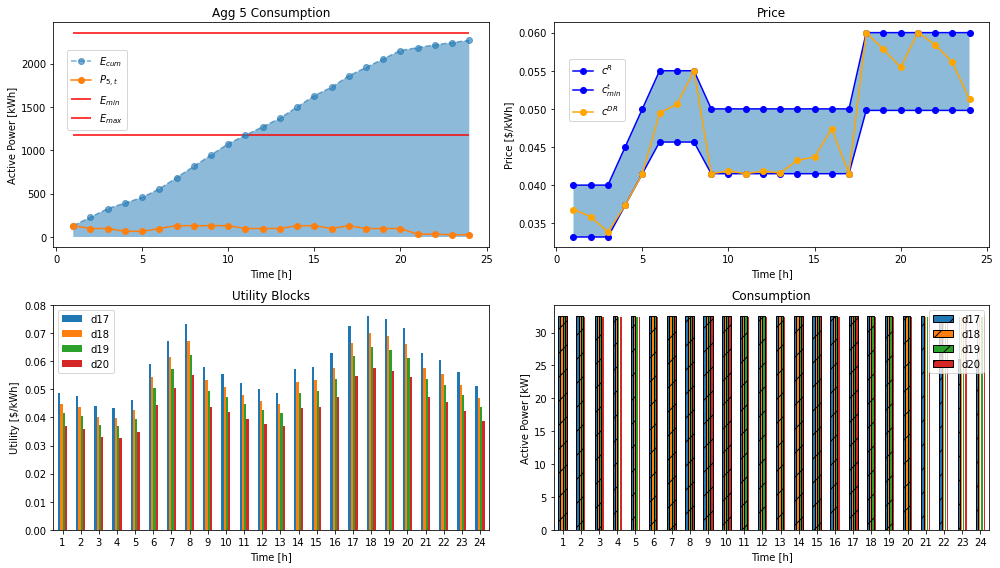 Agg 5 Consumption
Active Power [kWh]
2000
1500
1000
500
0
E_cum
P_5,t
E_min
E_max
0 5 10 15 20 25
Time [h]
Price
Price [$/kWh]
0.060
0.055
0.050
0.045
0.040
0.035
c^R
c^t_min
c^DR
0 5 10 15 20 25
Time [h]
Utility Blocks
Utility [$/kWh]
0.08
0.07
0.06
0.05
0.04
0.03
0.02
0.01
0.00
d17
d18
d19
d20
1 2 3 4 5 6 7 8 9 10 11 12 13 14 15 16 17 18 19 20 21 22 23 24
Time [h]
Consumption
Active Power [kW]
30
25
20
15
10
5
0
d17
d18
d19
d20
1 2 3 4 5 6 7 8 9 10 11 12 13 14 15 16 17 18 19 20 21 22 23 24
Time [h]